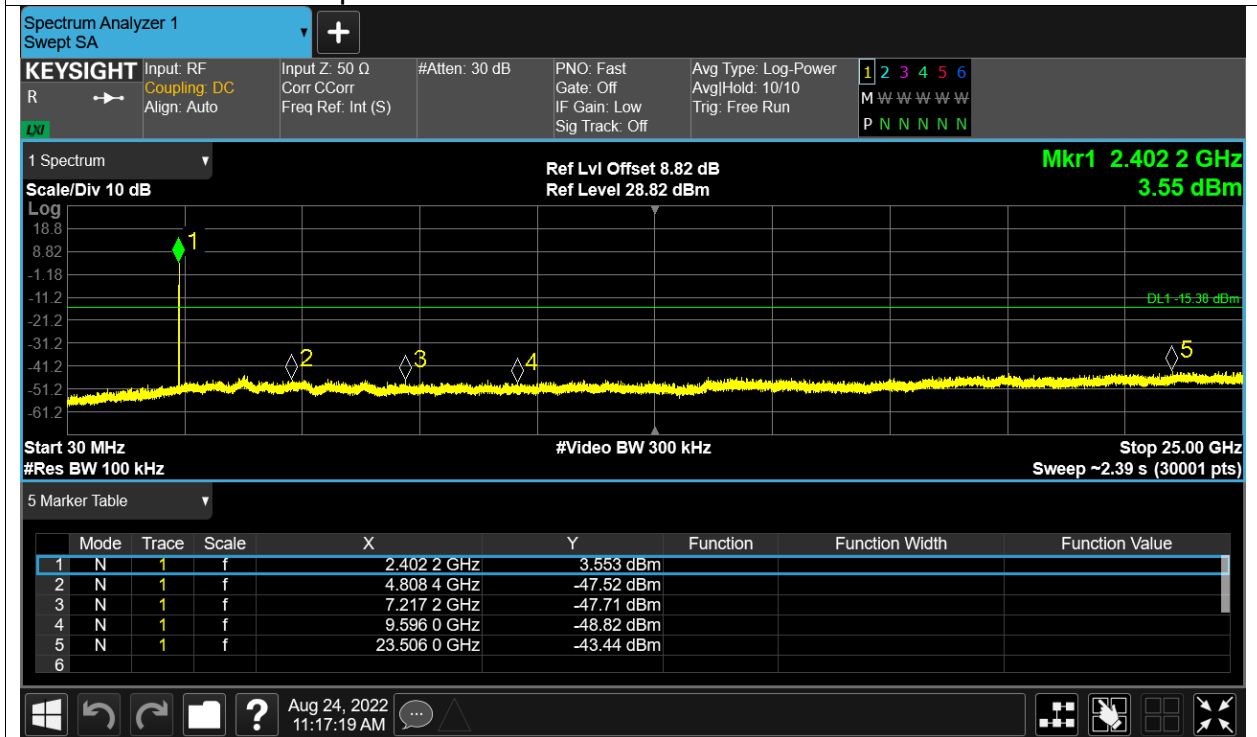 Spectrum Analyzer 1
Swept SA
+
KEYSIGHT
R
LXI
Input: RF
Coupling: DC
Align: Auto
Input Z: 50 Ω
Corr CCorr
Freq Ref: Int (S)
#Atten: 30 dB
PNO: Fast
Gate: Off
IF Gain: Low
Sig Track: Off
Avg Type: Log-Power
Avg|Hold: 10/10
Trig: Free Run
1 2 3 4 5 6
M W W W W W
P N N N N N
1 Spectrum
Scale/Div 10 dB
Ref Lvl Offset 8.82 dB
Ref Level 28.82 dBm
Mkr1 2.402 2 GHz
3.55 dBm
Log
18.8
8.82
-1.18
-11.2
-21.2
-31.2
-41.2
-51.2
-61.2
1
DL1 -15.38 dBm
2
3
4
5
Start 30 MHz
#Video BW 300 kHz
Stop 25.00 GHz
#Res BW 100 kHz
Sweep ~2.39 s (30001 pts)
5 Marker Table
Mode Trace Scale X Y Function Function Width Function Value
1 N 1 f 2.402 2 GHz 3.553 dBm
2 N 1 f 4.808 4 GHz -47.52 dBm
3 N 1 f 7.217 2 GHz -47.71 dBm
4 N 1 f 9.596 0 GHz -48.82 dBm
5 N 1 f 23.506 0 GHz -43.44 dBm
6
?
Aug 24, 2022
11:17:19 AM